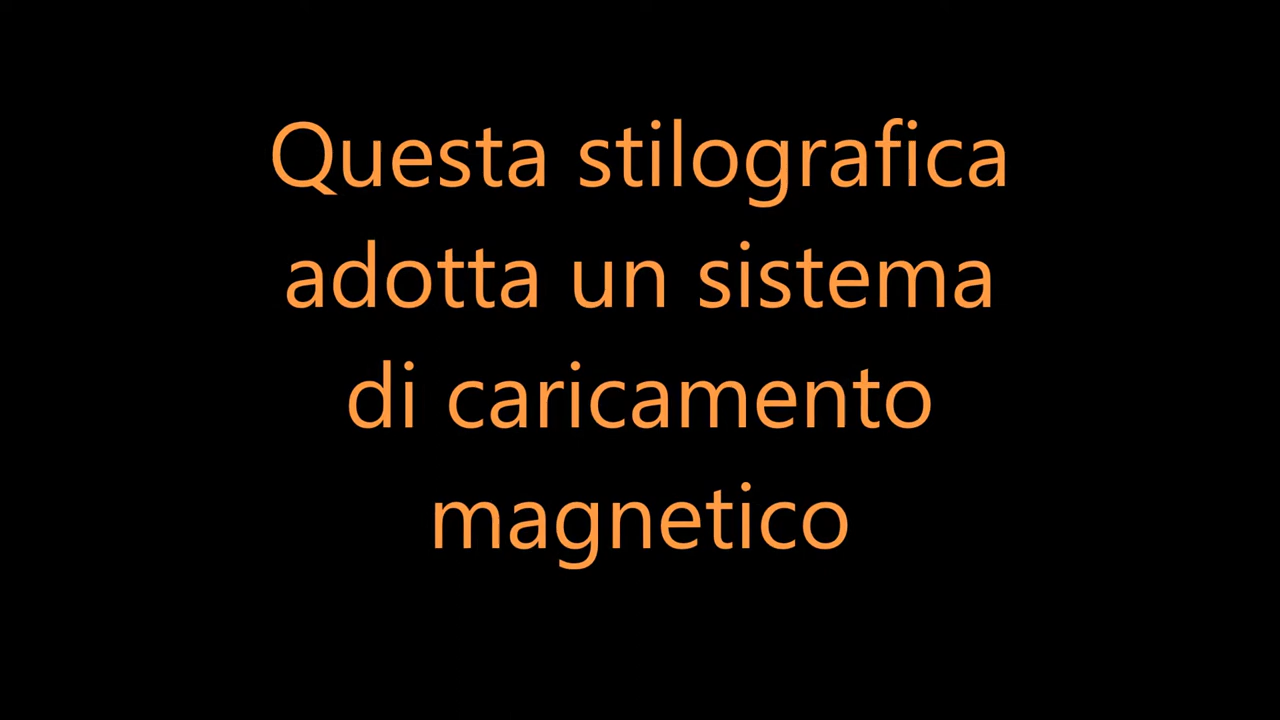 Questa stilografica
adotta un sistema
di caricamento
magnetico